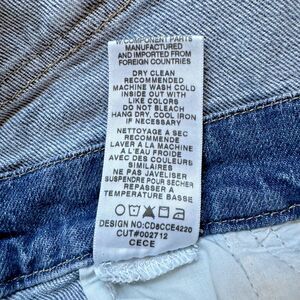 W/COMPONENT PARTS
MANUFACTURED
AND IMPORTED FROM
FOREIGN COUNTRIES
DRY CLEAN
RECOMMENDED
MACHINE WASH COLD
INSIDE OUT WITH
LIKE COLORS
DO NOT BLEACH
HANG DRY, COOL IRON
IF NECESSARY
NETTOYAGE A SEC
RECOMMANDE
LAVER A LA MACHINE
A L'EAU FROIDE
AVEC DES COULEURS
SIMILAIRES
NE PAS JAVELISER
SUSPENDRE POUR SECHER
REPASSER A
TEMPERATURE BASSE
DESIGN NO:CD8CCE4220
CUT#002712
CECE